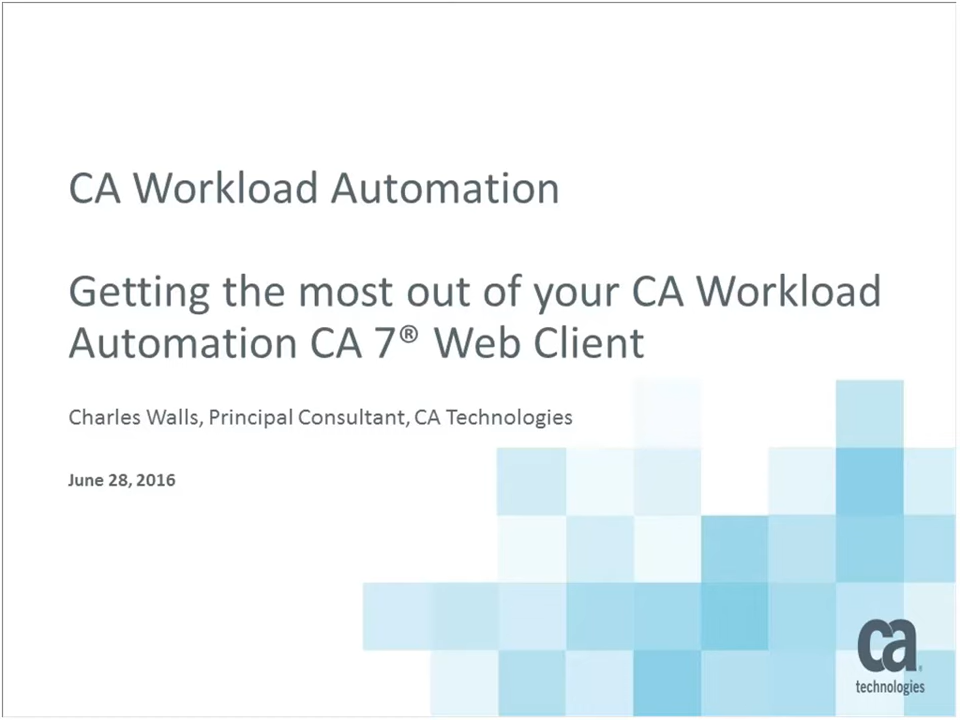 CA Workload Automation
Getting the most out of your CA Workload
Automation CA 7® Web Client
Charles Walls, Principal Consultant, CA Technologies
June 28, 2016
ca
technologies